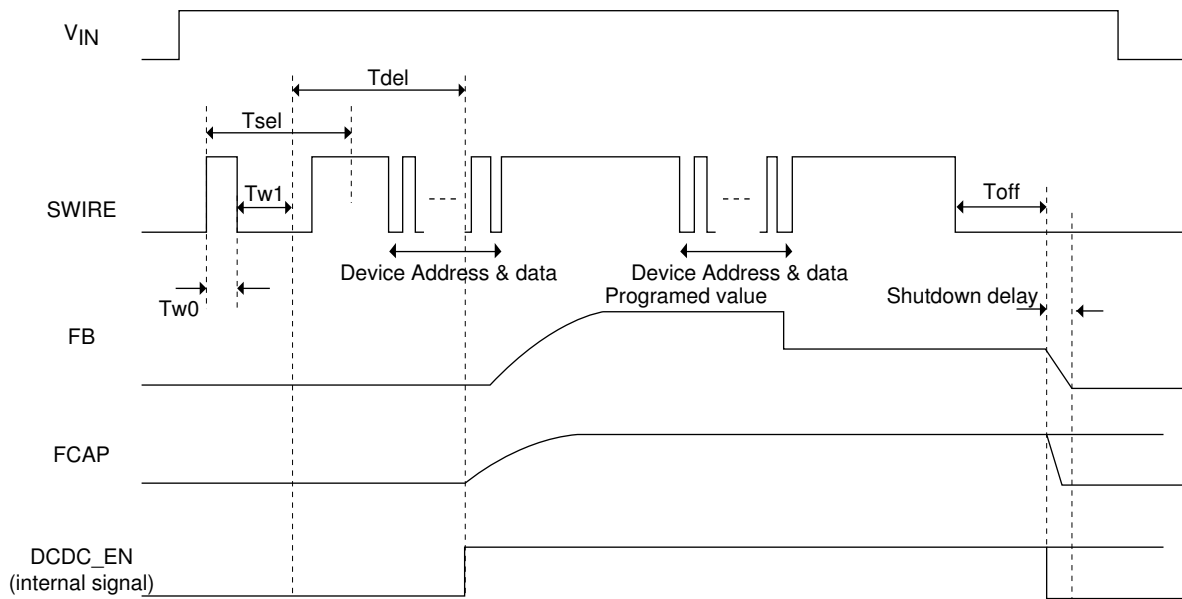 VIN
Tdel
Tsel
Tw1
Toff
SWIRE
Device Address & data
Device Address & data
Tw0
Programed value
Shutdown delay
FB
FCAP
DCDC_EN
(internal signal)